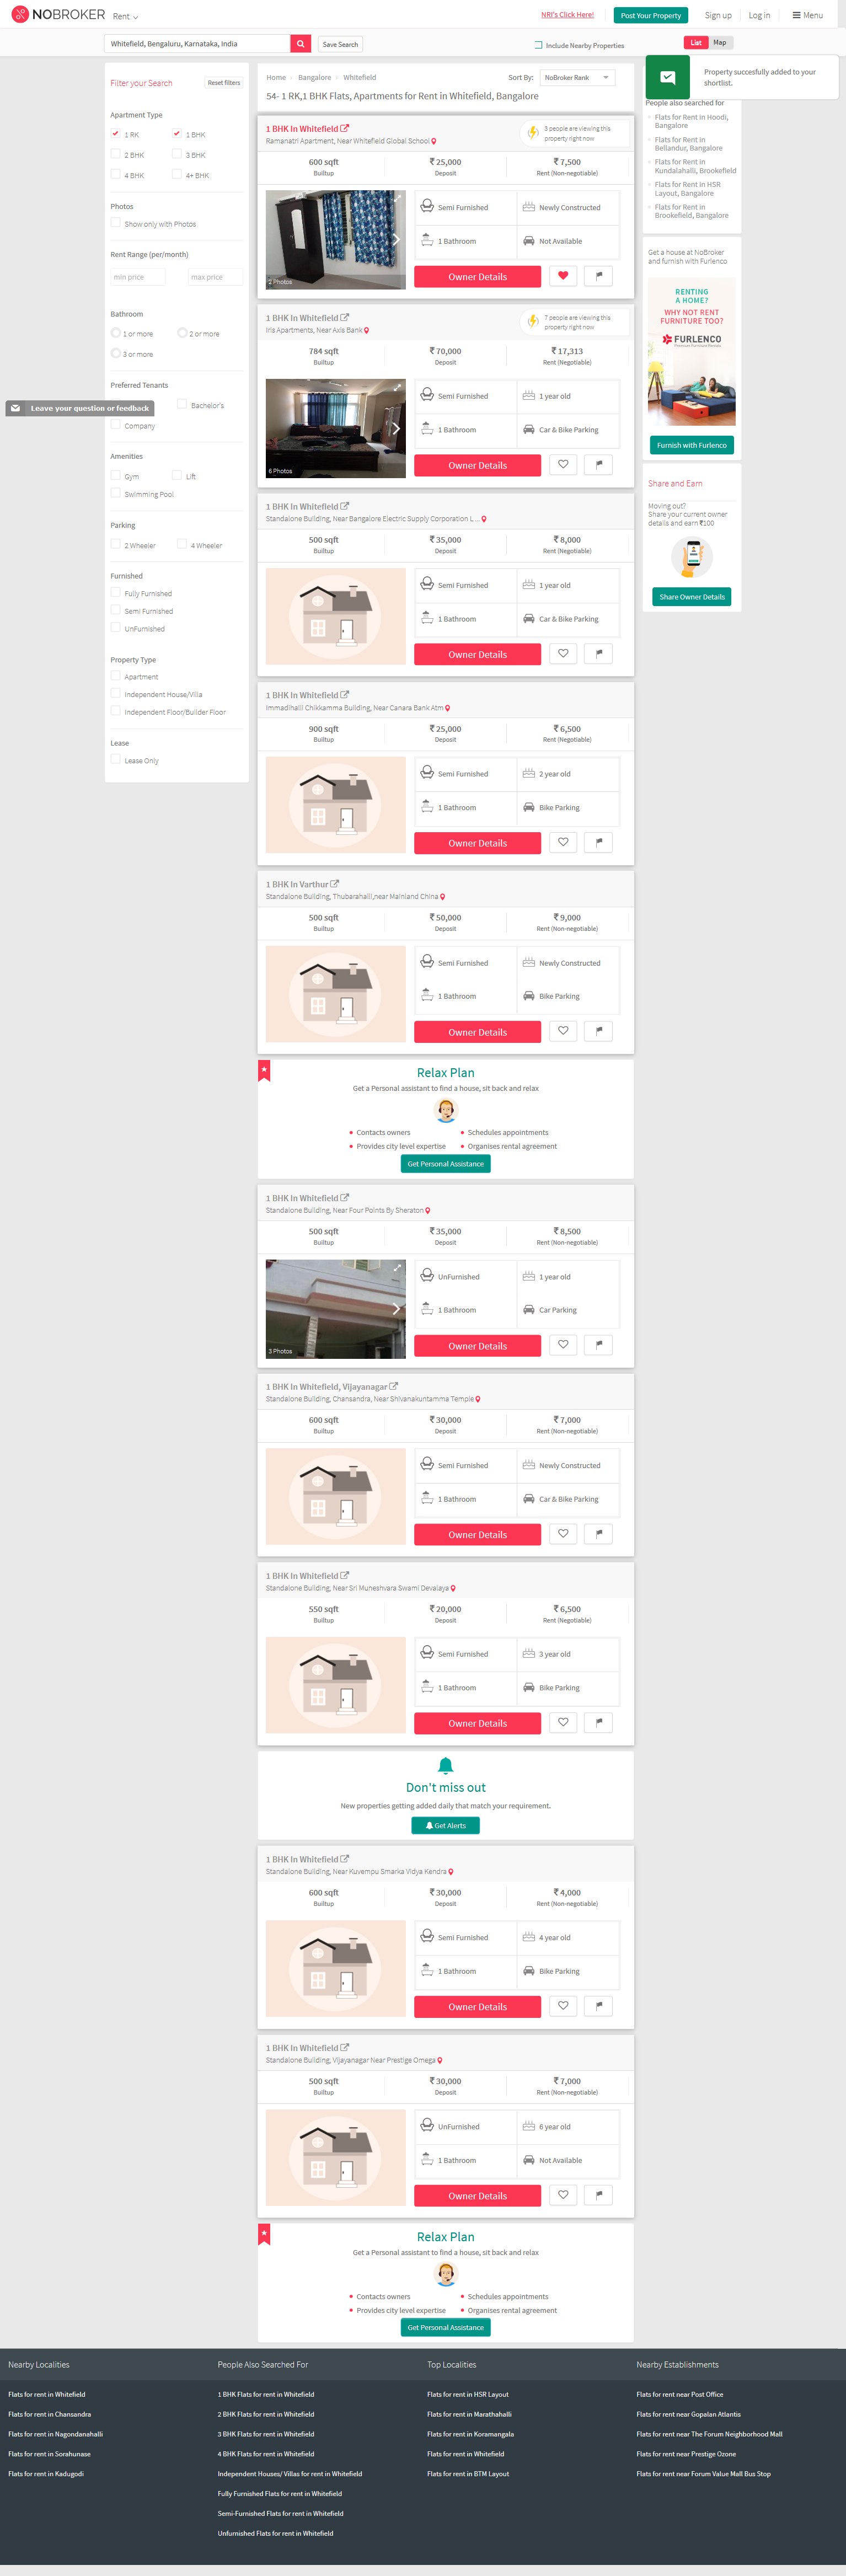 NOBROKER Rent
NRI's Click Here!
Post Your Property
Sign up
Log in
Menu
Whitefield, Bengaluru, Karnataka, India
Save Search
Include Nearby Properties
List Map
Property succesfully added to your
shortlist.
Filter your Search
Reset filters
Apartment Type
1 RK
1 BHK
2 BHK
3 BHK
4 BHK
4+ BHK
Photos
Show only with Photos
Rent Range (per/month)
min price
max price
Bathroom
1 or more
2 or more
3 or more
Preferred Tenants
Leave your question or feedback
Bachelor's
Company
Amenities
Gym
Lift
Swimming Pool
Parking
2 Wheeler
4 Wheeler
Furnished
Fully Furnished
Semi Furnished
UnFurnished
Property Type
Apartment
Independent House/Villa
Independent Floor/Builder Floor
Lease
Lease Only
Home Bangalore Whitefield
Sort By: NoBroker Rank
54- 1 RK,1 BHK Flats, Apartments for Rent in Whitefield, Bangalore
1 BHK In Whitefield
Ramanatri Apartment, Near Whitefield Global School
3 people are viewing this
property right now
600 sqft ₹25,000 ₹7,500
Builtup Deposit Rent (Non-negotiable)
2 Photos
Semi Furnished Newly Constructed
1 Bathroom Not Available
Owner Details
1 BHK In Whitefield
Iris Apartments, Near Axis Bank
7 people are viewing this
property right now
784 sqft ₹70,000 ₹17,313
Builtup Deposit Rent (Negotiable)
6 Photos
Semi Furnished 1 year old
1 Bathroom Car & Bike Parking
Owner Details
1 BHK In Whitefield
Standalone Building, Near Bangalore Electric Supply Corporation L ...
500 sqft ₹35,000 ₹8,000
Builtup Deposit Rent (Negotiable)
Semi Furnished 1 year old
1 Bathroom Car & Bike Parking
Owner Details
1 BHK In Whitefield
Immadihalli Chikkamma Building, Near Canara Bank Atm
900 sqft ₹25,000 ₹6,500
Builtup Deposit Rent (Negotiable)
Semi Furnished 2 year old
1 Bathroom Bike Parking
Owner Details
1 BHK In Varthur
Standalone Building, Thubarahalli,near Mainland China
500 sqft ₹50,000 ₹9,000
Builtup Deposit Rent (Non-negotiable)
Semi Furnished Newly Constructed
1 Bathroom Bike Parking
Owner Details
Relax Plan
Get a Personal assistant to find a house, sit back and relax
Contacts owners Schedules appointments
Provides city level expertise Organises rental agreement
Get Personal Assistance
1 BHK In Whitefield
Standalone Building, Near Four Points By Sheraton
500 sqft ₹35,000 ₹8,500
Builtup Deposit Rent (Non-negotiable)
3 Photos
UnFurnished 1 year old
1 Bathroom Car Parking
Owner Details
1 BHK In Whitefield, Vijayanagar
Standalone Building, Chansandra, Near Shivanakuntamma Temple
600 sqft ₹30,000 ₹7,000
Builtup Deposit Rent (Non-negotiable)
Semi Furnished Newly Constructed
1 Bathroom Car & Bike Parking
Owner Details
1 BHK In Whitefield
Standalone Building, Near Sri Muneshvara Swami Devalaya
550 sqft ₹20,000 ₹6,500
Builtup Deposit Rent (Negotiable)
Semi Furnished 3 year old
1 Bathroom Bike Parking
Owner Details
Don't miss out
New properties getting added daily that match your requirement.
Get Alerts
1 BHK In Whitefield
Standalone Building, Near Kuvempu Smarka Vidya Kendra
600 sqft ₹30,000 ₹4,000
Builtup Deposit Rent (Non-negotiable)
Semi Furnished 4 year old
1 Bathroom Bike Parking
Owner Details
1 BHK In Whitefield
Standalone Building, Vijayanagar Near Prestige Omega
500 sqft ₹30,000 ₹7,000
Builtup Deposit Rent (Non-negotiable)
UnFurnished 6 year old
1 Bathroom Not Available
Owner Details
Relax Plan
Get a Personal assistant to find a house, sit back and relax
Contacts owners Schedules appointments
Provides city level expertise Organises rental agreement
Get Personal Assistance
People also searched for
Flats for Rent in Hoodi,
Bangalore
Flats for Rent in
Bellandur, Bangalore
Flats for Rent in
Kundalahalli, Brookefield
Flats for Rent in HSR
Layout, Bangalore
Flats for Rent in
Brookefield, Bangalore
Get a house at NoBroker
and furnish with Furlenco
RENTING
A HOME?
WHY NOT RENT
FURNITURE TOO?
FURLENCO
Premium Furniture Rentals
Furnish with Furlenco
Share and Earn
Moving out?
Share your current owner
details and earn ₹100
Share Owner Details
Nearby Localities
Flats for rent in Whitefield
Flats for rent in Chansandra
Flats for rent in Nagondanahalli
Flats for rent in Sorahunase
Flats for rent in Kadugodi
People Also Searched For
1 BHK Flats for rent in Whitefield
2 BHK Flats for rent in Whitefield
3 BHK Flats for rent in Whitefield
4 BHK Flats for rent in Whitefield
Independent Houses/ Villas for rent in Whitefield
Fully Furnished Flats for rent in Whitefield
Semi-Furnished Flats for rent in Whitefield
Unfurnished Flats for rent in Whitefield
Top Localities
Flats for rent in HSR Layout
Flats for rent in Marathahalli
Flats for rent in Koramangala
Flats for rent in Whitefield
Flats for rent in BTM Layout
Nearby Establishments
Flats for rent near Post Office
Flats for rent near Gopalan Atlantis
Flats for rent near The Forum Neighborhood Mall
Flats for rent near Prestige Ozone
Flats for rent near Forum Value Mall Bus Stop